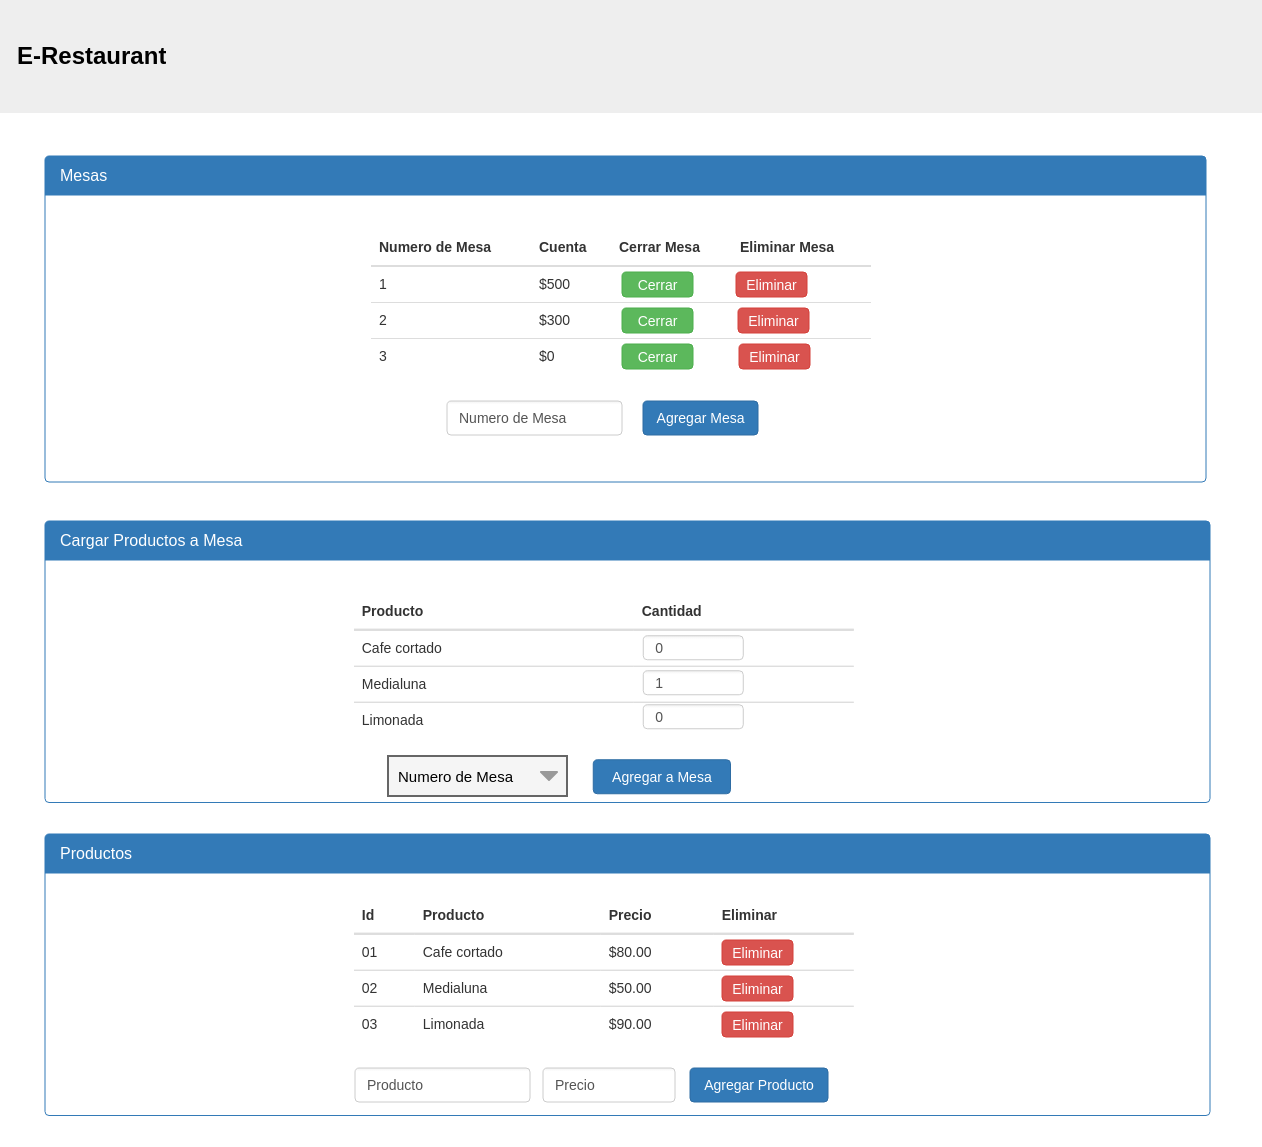 E-Restaurant
Mesas
Numero de Mesa Cuenta Cerrar Mesa Eliminar Mesa
1 $500 Cerrar Eliminar
2 $300 Cerrar Eliminar
3 $0 Cerrar Eliminar
Numero de Mesa Agregar Mesa
Cargar Productos a Mesa
Producto Cantidad
Cafe cortado 0
Medialuna 1
Limonada 0
Numero de Mesa Agregar a Mesa
Productos
Id Producto Precio Eliminar
01 Cafe cortado $80.00 Eliminar
02 Medialuna $50.00 Eliminar
03 Limonada $90.00 Eliminar
Producto Precio Agregar Producto